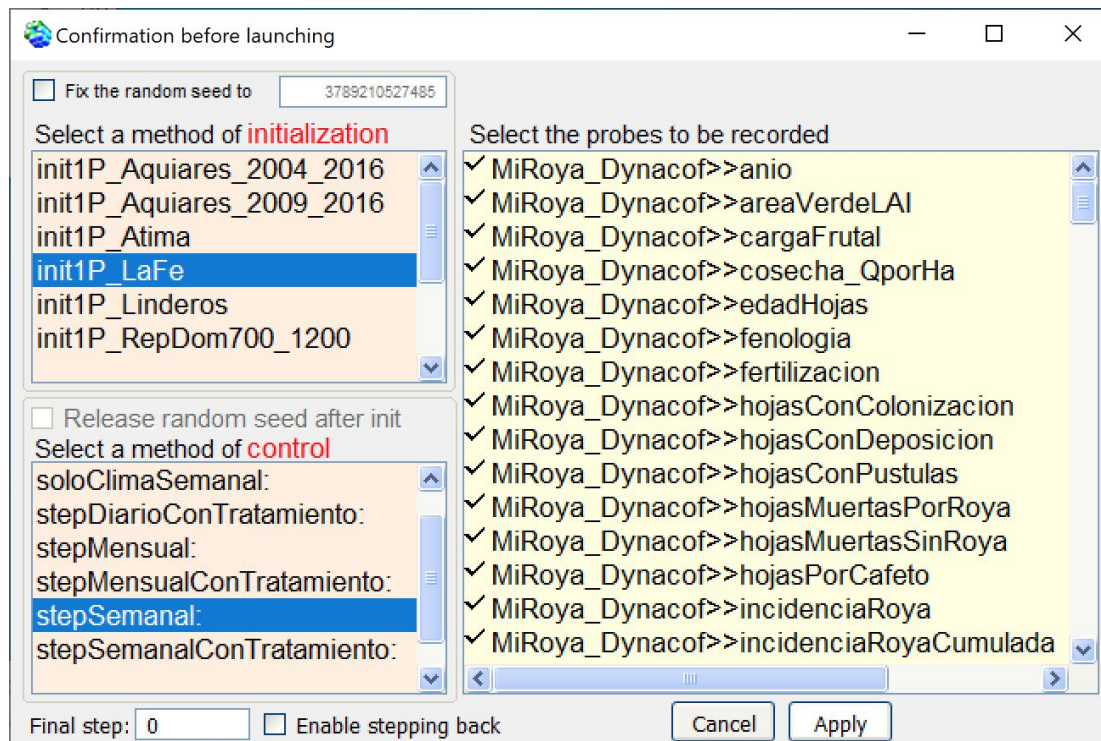 Confirmation before launching
Fix the random seed to 3789210527485
Select a method of initialization
init1P_Aquiares_2004_2016
init1P_Aquiares_2009_2016
init1P_Atima
init1P_LaFe
init1P_Linderos
init1P_RepDom700_1200
Release random seed after init
Select a method of control
soloClimaSemanal:
stepDiarioConTratamiento:
stepMensual:
stepMensualConTratamiento:
stepSemanal:
stepSemanalConTratamiento:
Select the probes to be recorded
MiRoya_Dynacof>>anio
MiRoya_Dynacof>>areaVerdeLAI
MiRoya_Dynacof>>cargaFrutal
MiRoya_Dynacof>>cosecha_QporHa
MiRoya_Dynacof>>edadHojas
MiRoya_Dynacof>>fenologia
MiRoya_Dynacof>>fertilizacion
MiRoya_Dynacof>>hojasConColonizacion
MiRoya_Dynacof>>hojasConDeposicion
MiRoya_Dynacof>>hojasConPustulas
MiRoya_Dynacof>>hojasMuertasPorRoya
MiRoya_Dynacof>>hojasMuertasSinRoya
MiRoya_Dynacof>>hojasPorCafeto
MiRoya_Dynacof>>incidenciaRoya
MiRoya_Dynacof>>incidenciaRoyaCumulada
Final step: 0 Enable stepping back Cancel Apply